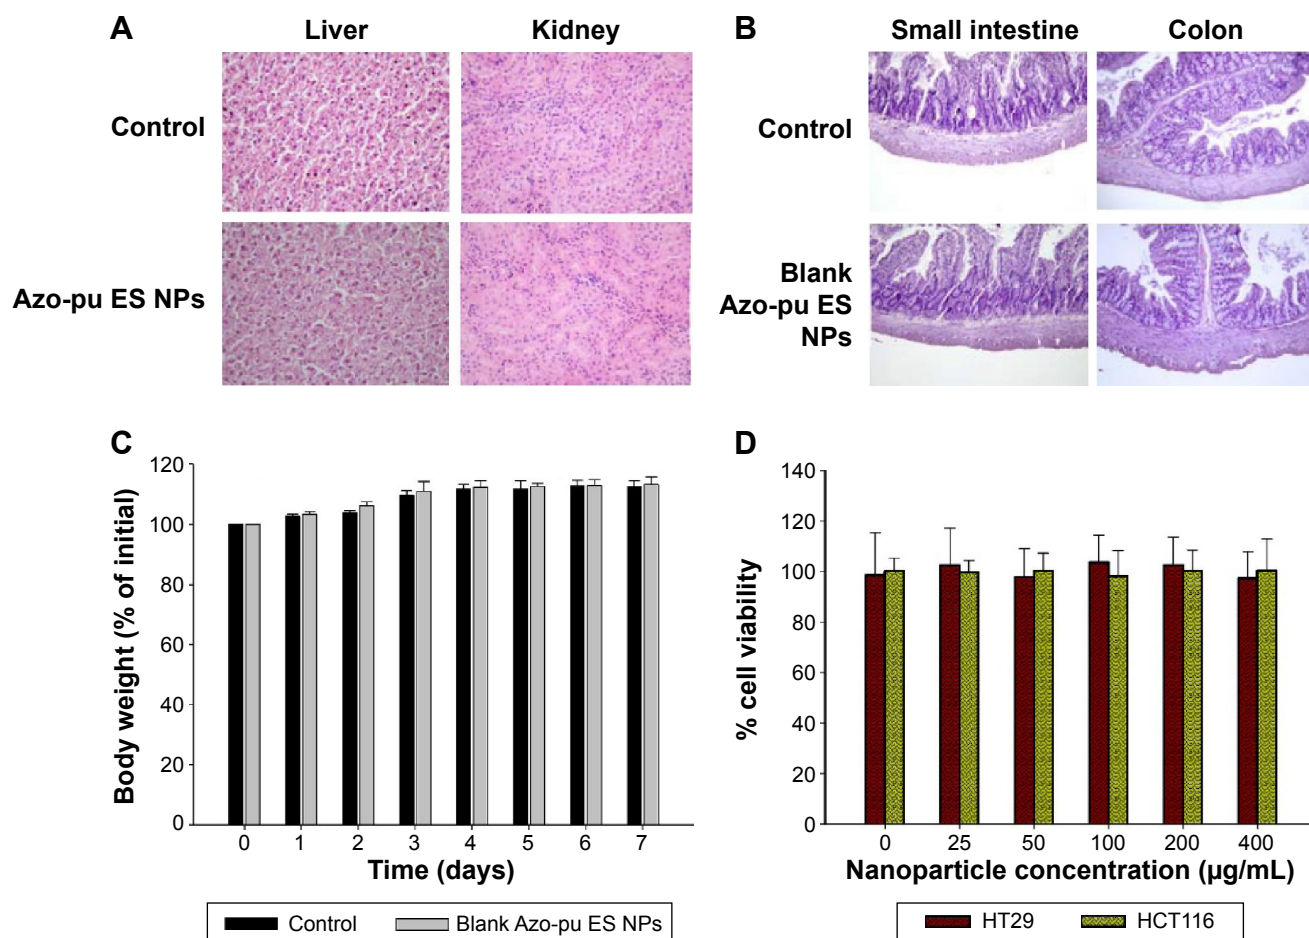 A
Liver
Kidney
Control
Azo-pu ES NPs
B
Small intestine
Colon
Control
Blank
Azo-pu ES
NPs
C
Body weight (% of initial)
120
100
80
60
40
20
0
0 1 2 3 4 5 6 7
Time (days)
Control
Blank Azo-pu ES NPs
D
% cell viability
140
120
100
80
60
40
20
0
0 25 50 100 200 400
Nanoparticle concentration (µg/mL)
HT29
HCT116